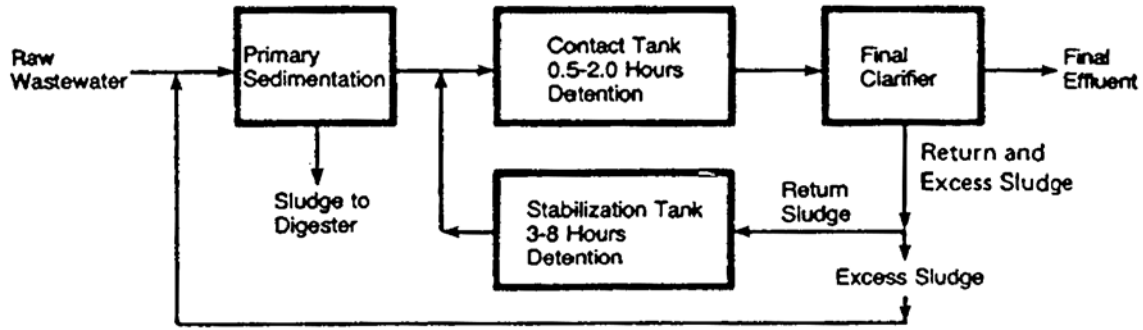 Raw
Wastewater
Primary
Sedimentation
Contact Tank
0.5-2.0 Hours
Detention
Final
Clarifier
Final
Effluent
Return and
Excess Sludge
Sludge to
Digester
Stabilization Tank
3-8 Hours
Detention
Return
Sludge
Excess Sludge